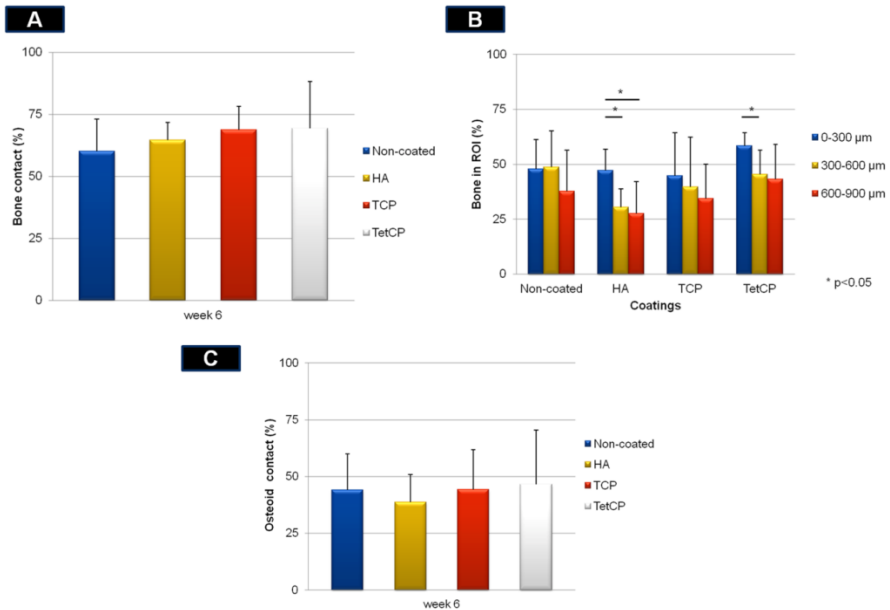 A
100
75
50
25
0
Bone contact (%)
week 6
Non-coated
HA
TCP
TetCP
B
100
75
50
25
0
Bone in ROI (%)
*
*
*
Non-coated HA TCP TetCP
Coatings
0-300 µm
300-600 µm
600-900 µm
* p<0.05
C
100
75
50
25
0
Osteoid contact (%)
week 6
Non-coated
HA
TCP
TetCP